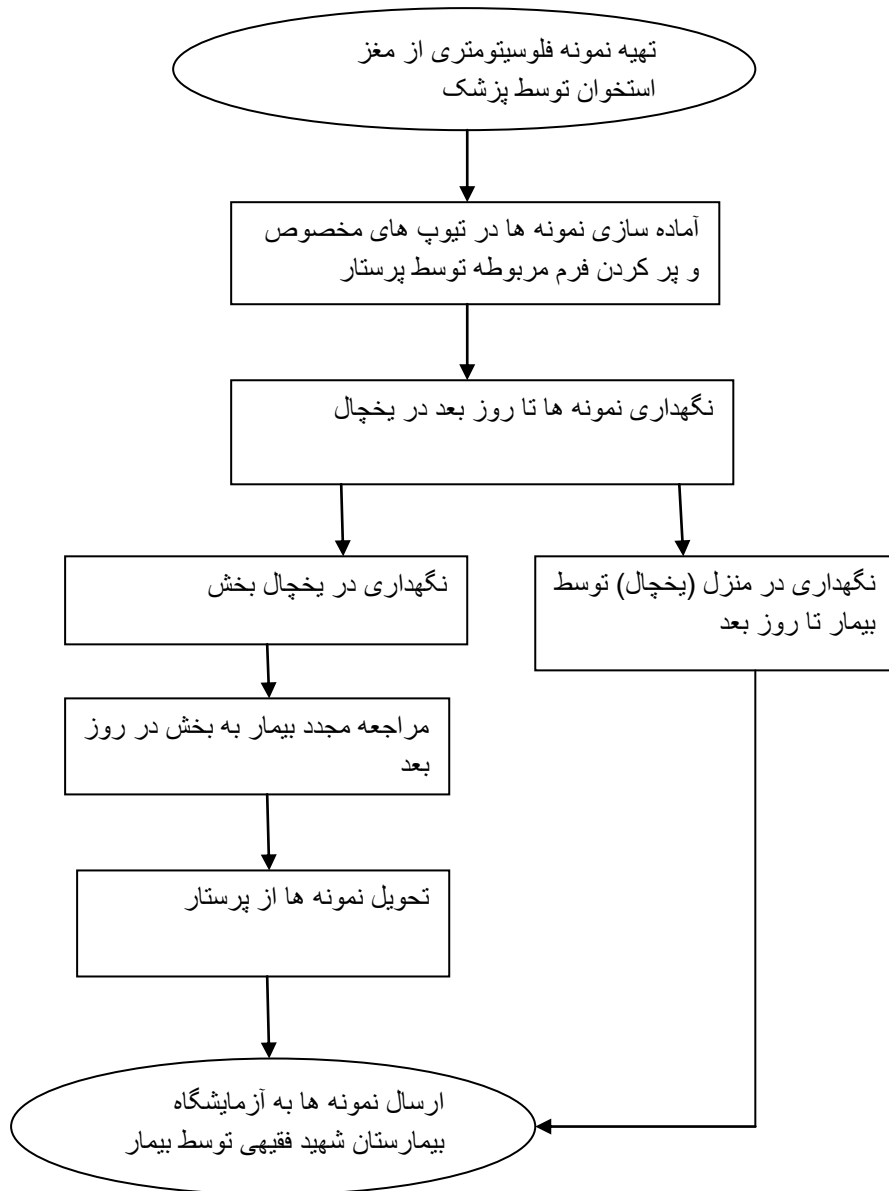 تهیه نمونه فلوسیتومتری از مغز
استخوان توسط پزشک
آماده سازی نمونه ها در تیوپ های مخصوص
و پر کردن فرم مربوطه توسط پرستار
نگهداری نمونه ها تا روز بعد در یخچال
نگهداری در منزل (یخچال) توسط
بیمار تا روز بعد
نگهداری در یخچال بخش
مراجعه مجدد بیمار به بخش در روز
بعد
تحویل نمونه ها از پرستار
ارسال نمونه ها به آزمایشگاه
بیمارستان شهید فقیهی توسط بیمار